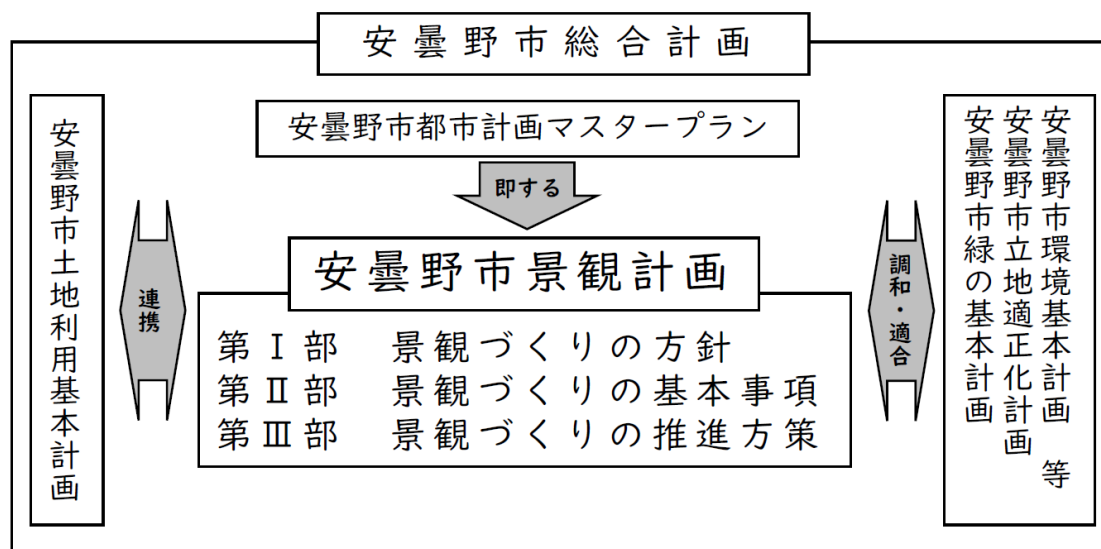 安曇野市総合計画
安曇野市都市計画マスタープラン
即する
安曇野市土地利用基本計画
連携
安曇野市景観計画
第Ⅰ部　景観づくりの方針
第Ⅱ部　景観づくりの基本事項
第Ⅲ部　景観づくりの推進方策
調和・適合
安曇野市環境基本計画　等
安曇野市立地適正化計画
安曇野市緑の基本計画